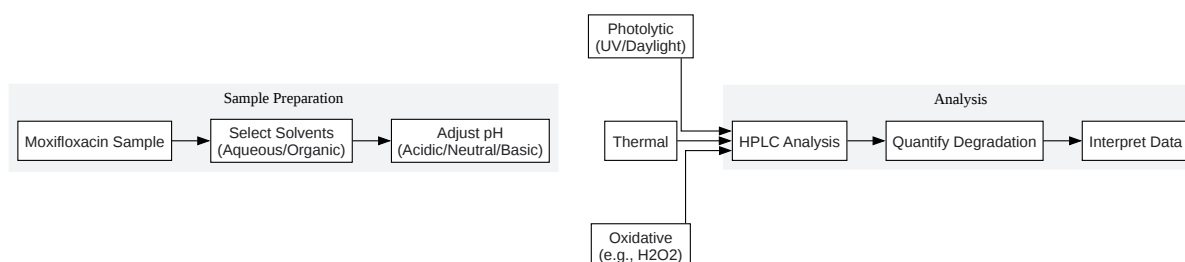 Sample Preparation
Moxifloxacin Sample
Select Solvents
(Aqueous/Organic)
Adjust pH
(Acidic/Neutral/Basic)
Photolytic
(UV/Daylight)
Thermal
Oxidative
(e.g., H2O2)
Analysis
HPLC Analysis
Quantify Degradation
Interpret Data